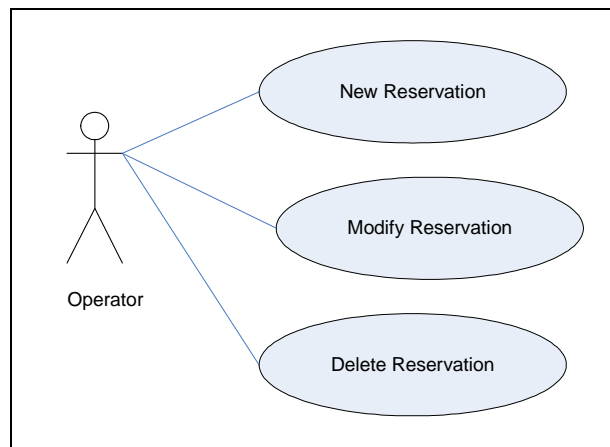 New Reservation
Modify Reservation
Operator
Delete Reservation